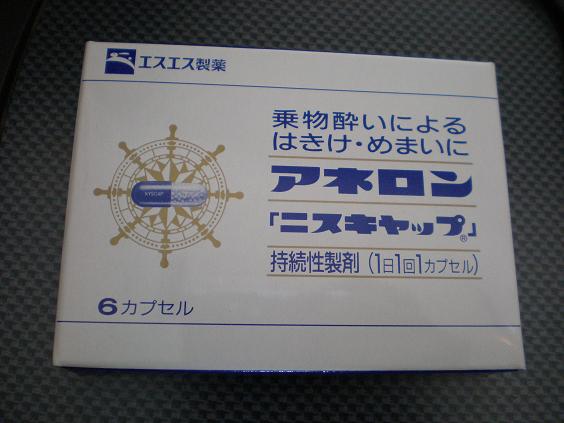 エスエス製薬
乗物酔いによる
はきけ・めまいに
アネロン
「ニスキャップ」®
持続性製剤（1日1回1カプセル）
NYSCAP
6カプセル